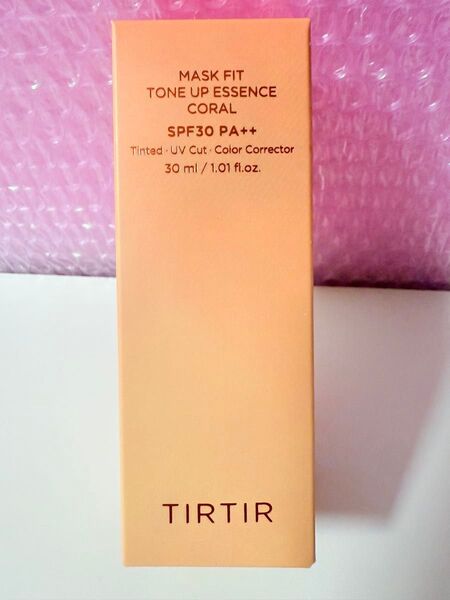 MASK FIT
TONE UP ESSENCE
CORAL
SPF30 PA++
Tinted · UV Cut · Color Corrector
30 ml / 1.01 fl.oz.
TIRTIR